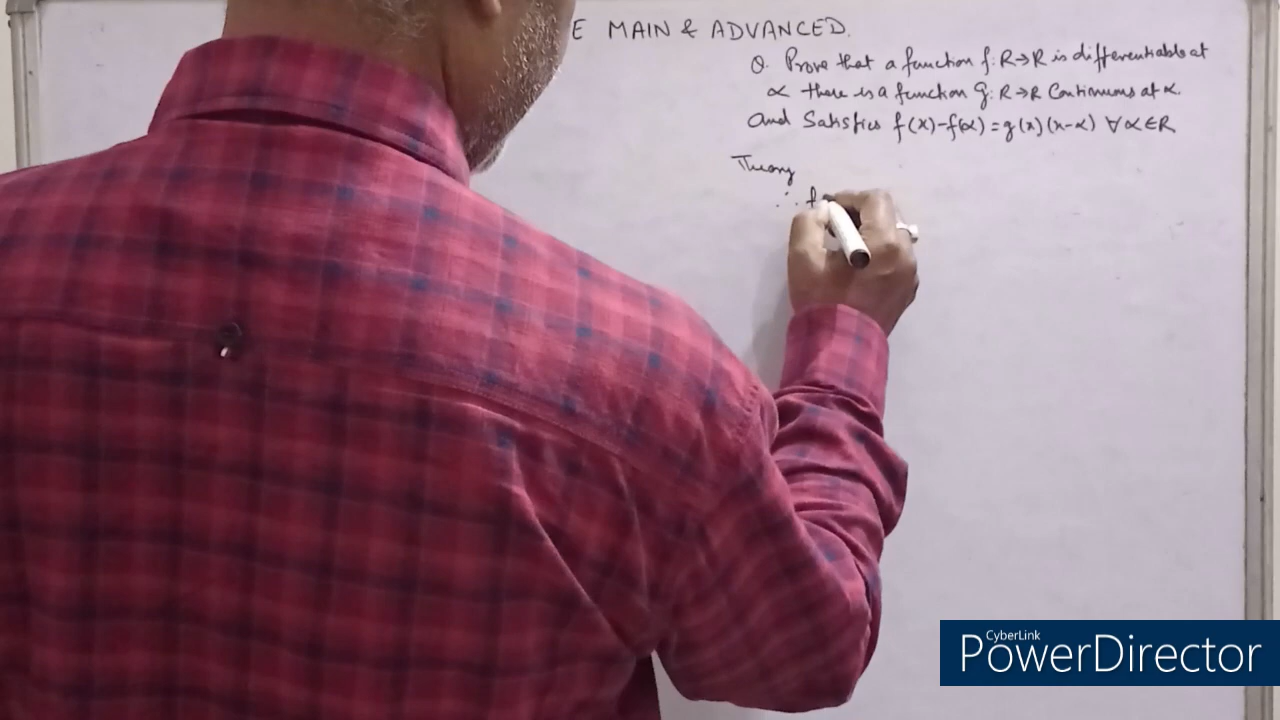 E MAIN & ADVANCED.
Q. Prove that a function f: R→R is differentiable at
α there is a function g: R→R Continuous at α.
and Satisfies f(x)-f(α) = g(x)(x-α) ∀ α ∈ R
Theory
∴ f
CyberLink
PowerDirector